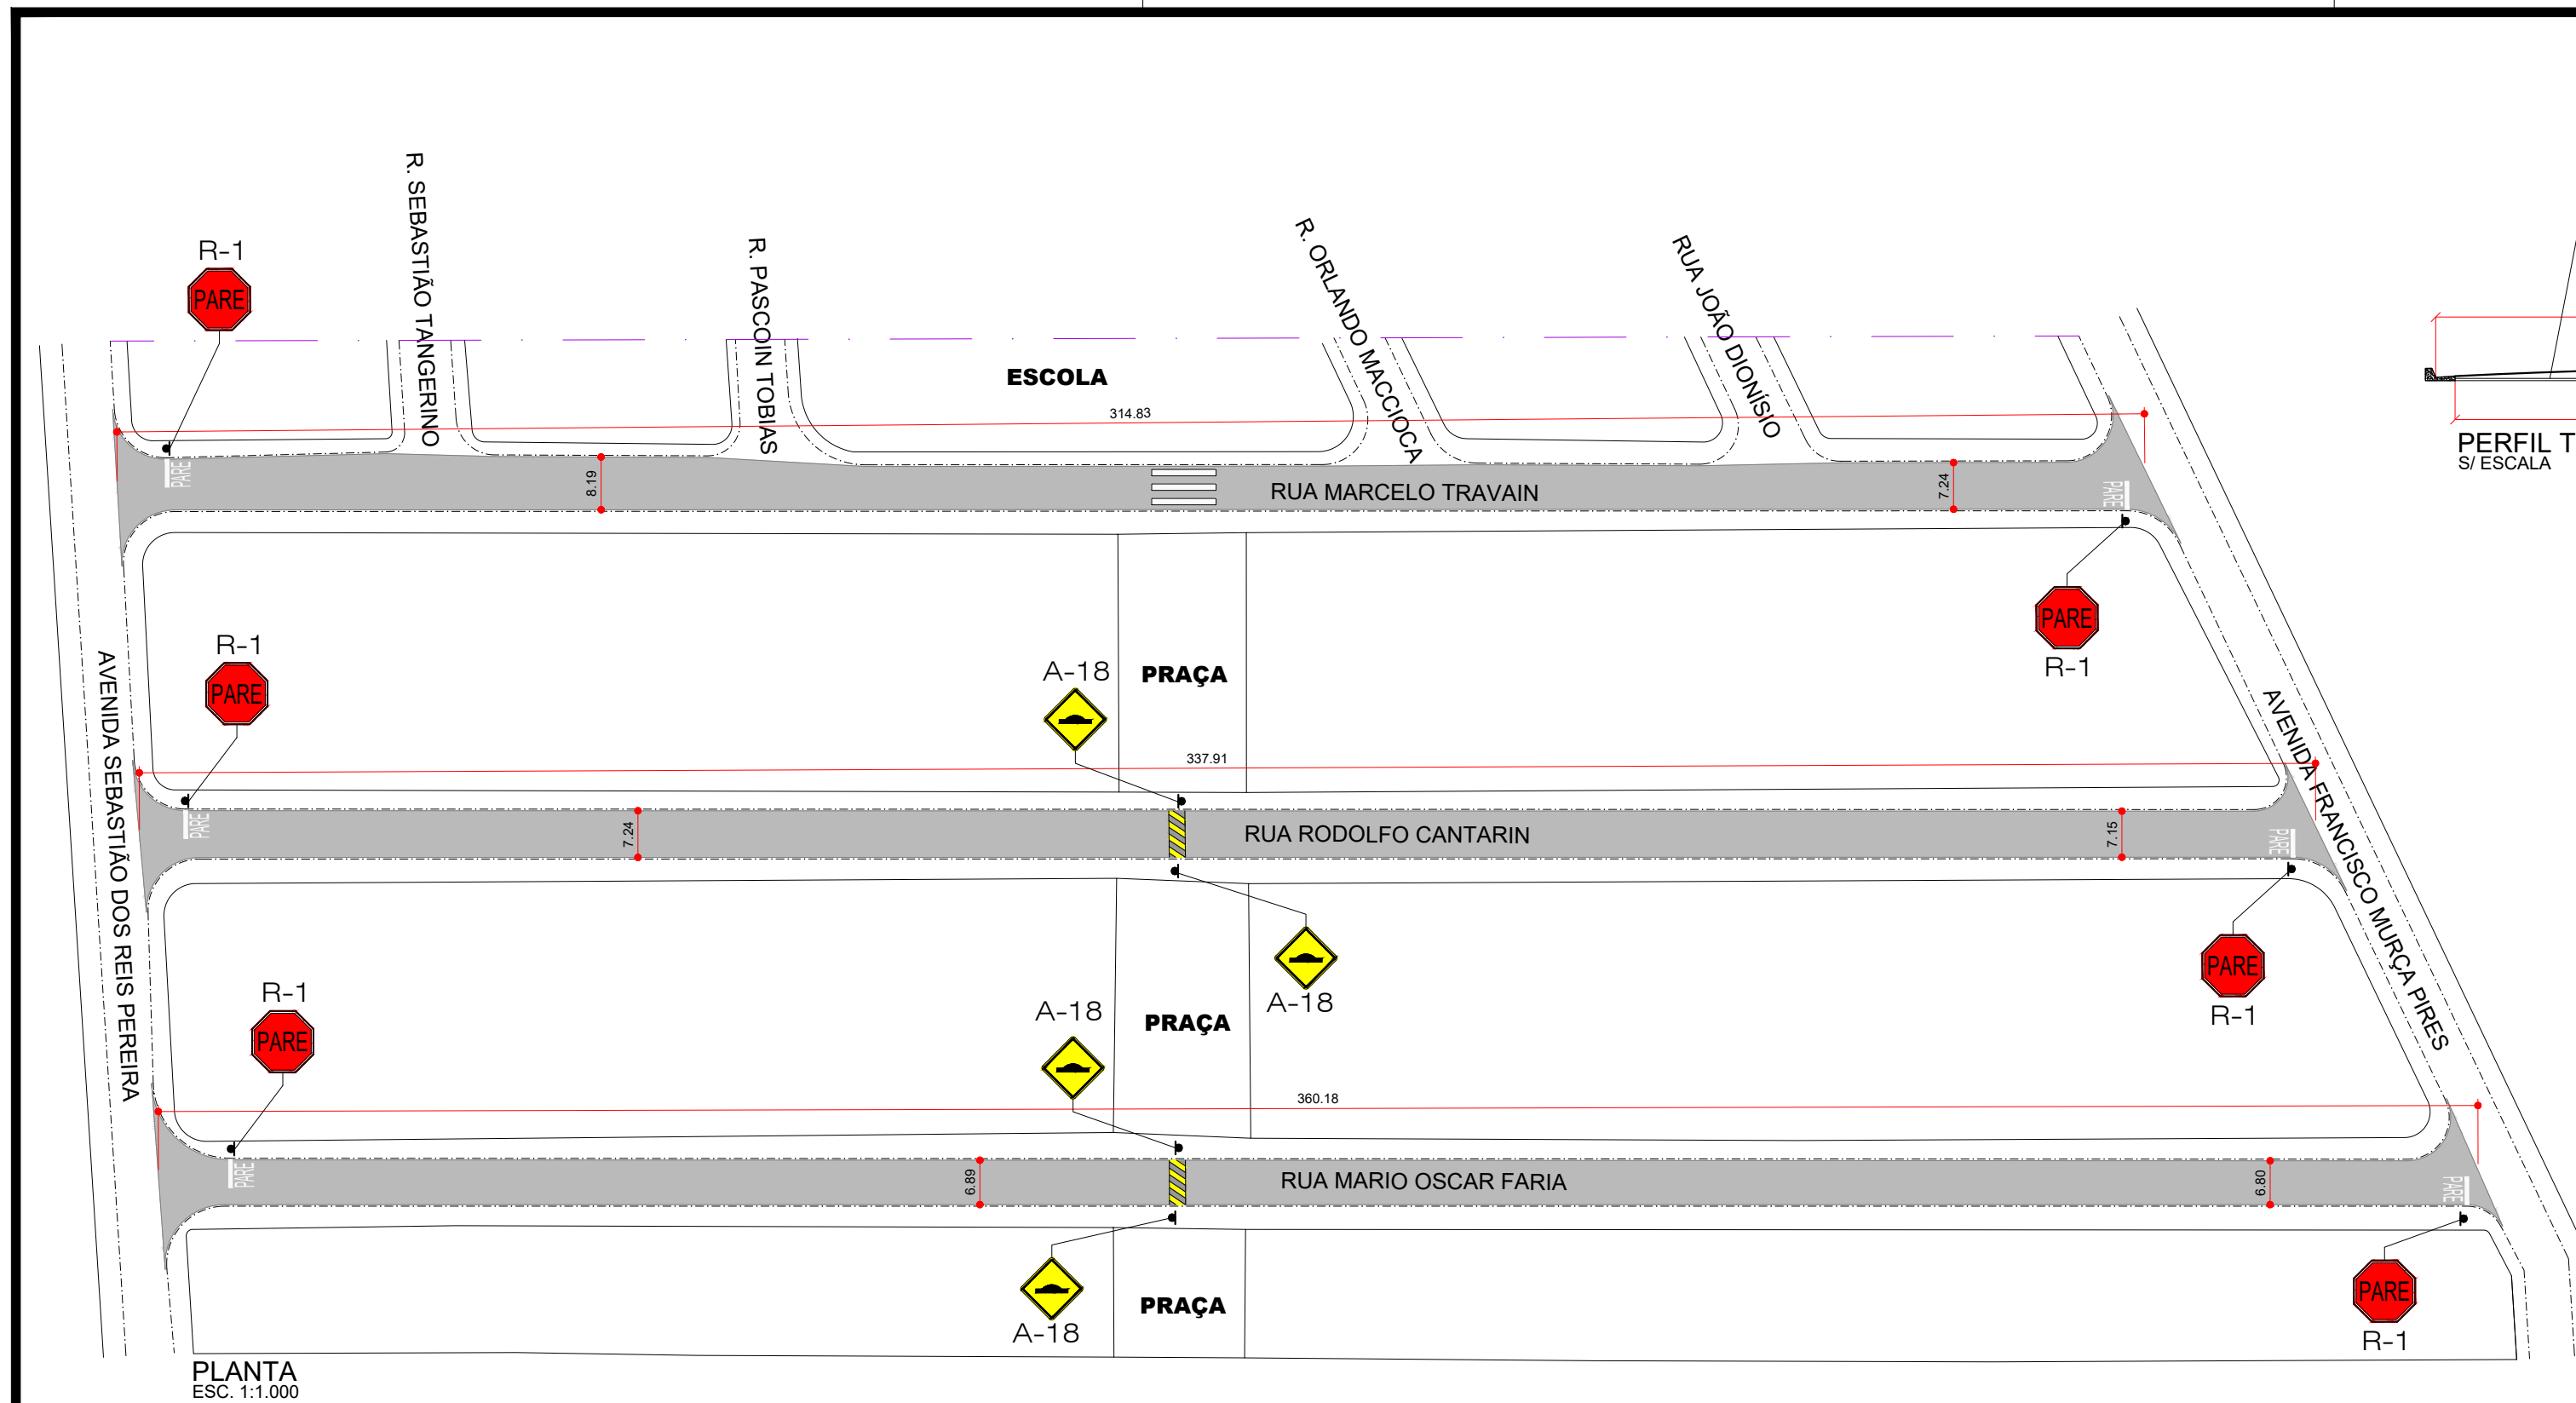 R. SEBASTIÃO TANGERINO
R. PASCOIN TOBIAS
R. ORLANDO MACCIOCA
RUA JOÃO DIONÍSIO
R-1
PARE
ESCOLA
314.83
PERFIL T
S/ ESCALA
PARE
8.19
RUA MARCELO TRAVAIN
7.24
PARE
PARE
R-1
R-1
PARE
A-18
PRAÇA
AVENIDA SEBASTIÃO DOS REIS PEREIRA
AVENIDA FRANCISCO MURÇA PIRES
337.91
PARE
7.24
RUA RODOLFO CANTARIN
7.15
PARE
PARE
R-1
A-18
R-1
PARE
A-18
PRAÇA
360.18
PARE
6.89
RUA MARIO OSCAR FARIA
6.80
PARE
A-18
PRAÇA
PARE
R-1
PLANTA
ESC. 1:1.000